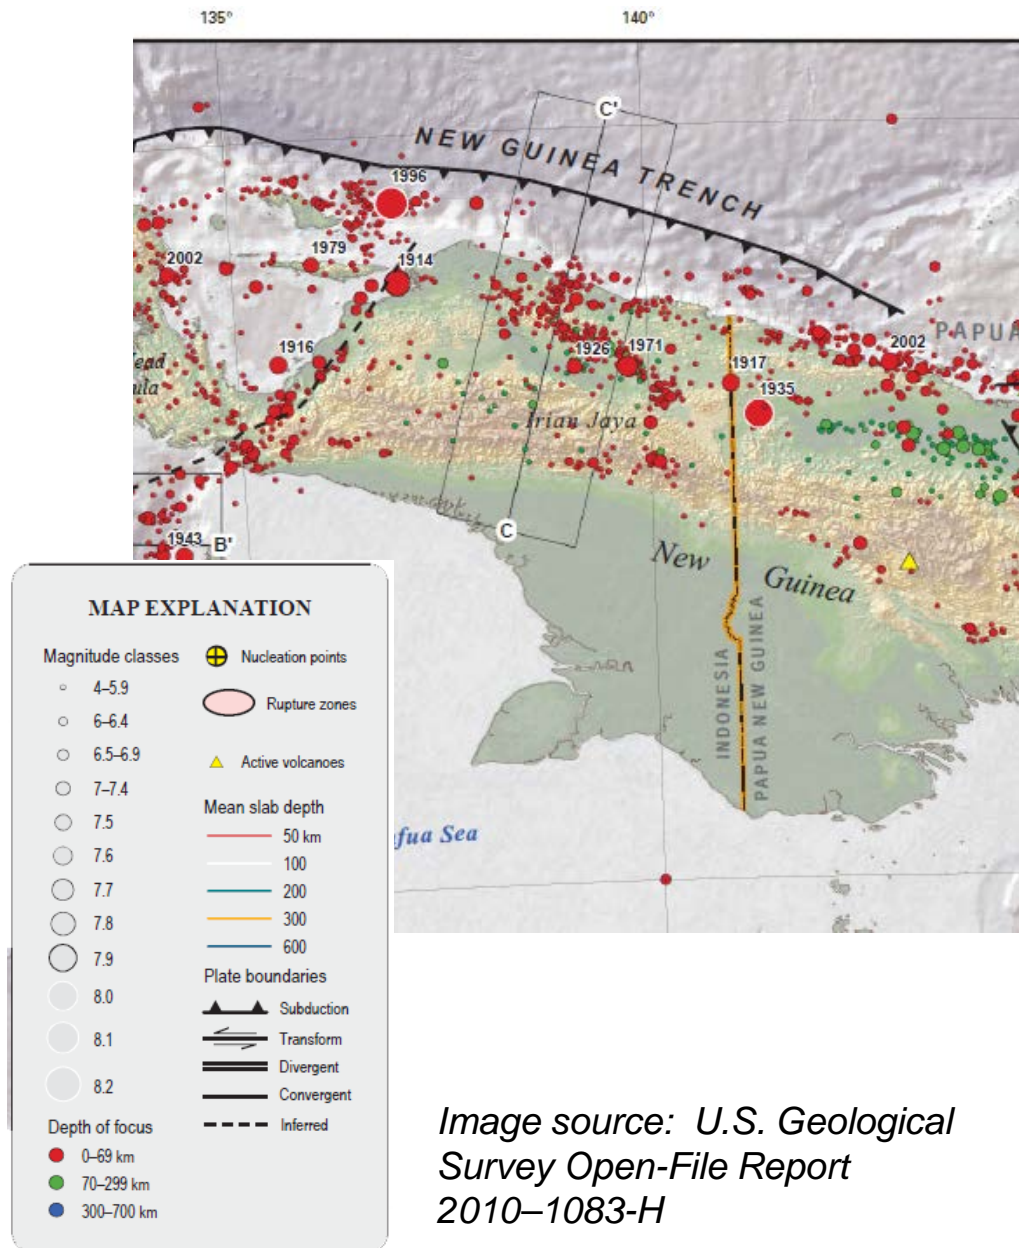 135°
140°
C'
NEW GUINEA TRENCH
1996
1979
2002
1914
1916
1926
1971
1917
1935
2002
PAPUA
ead
ula
Irian Jaya
C
1943
B'
New Guinea
INDONESIA
PAPUA NEW GUINEA
afua Sea
MAP EXPLANATION
Magnitude classes
4–5.9
6–6.4
6.5–6.9
7–7.4
7.5
7.6
7.7
7.8
7.9
8.0
8.1
8.2
Depth of focus
0–69 km
70–299 km
300–700 km
Nucleation points
Rupture zones
Active volcanoes
Mean slab depth
50 km
100
200
300
600
Plate boundaries
Subduction
Transform
Divergent
Convergent
Inferred
Image source: U.S. Geological
Survey Open-File Report
2010–1083-H